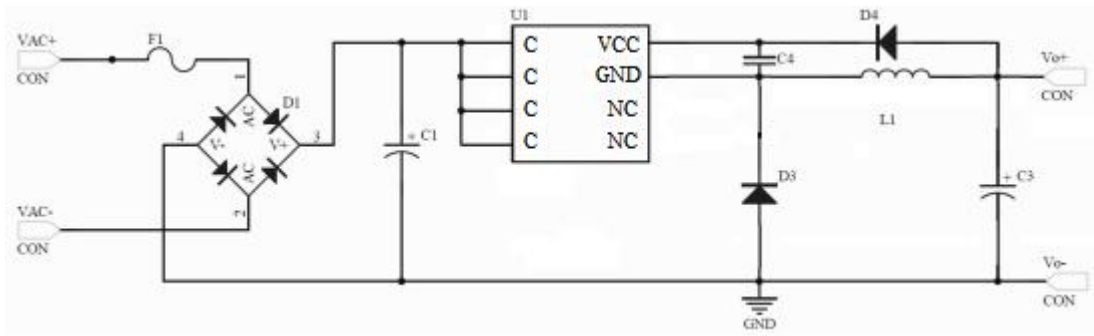 U1
D4
VAC+
F1
C
VCC
Vo+
CON
1
D1
C4
CON
C
GND
AC
L1
4
V-
V+
3
+ C1
C
NC
C
NC
AC
D3
+ C3
VAC-
2
CON
Vo-
CON
GND